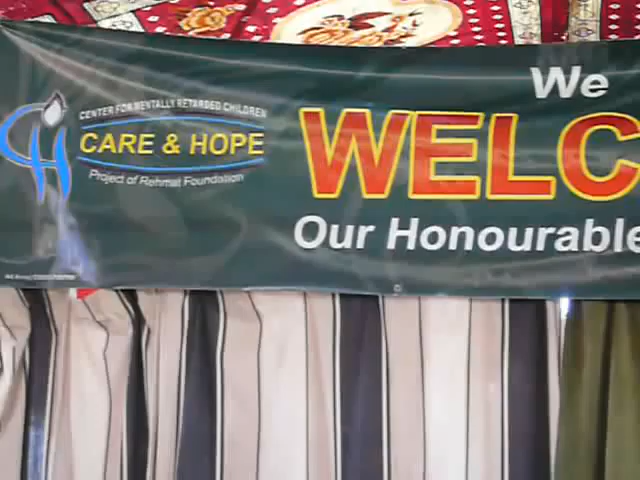 CENTER FOR MENTALLY RETARDED CHILDREN
CARE & HOPE
Project of Rehmat Foundation
We
WELC
Our Honourable